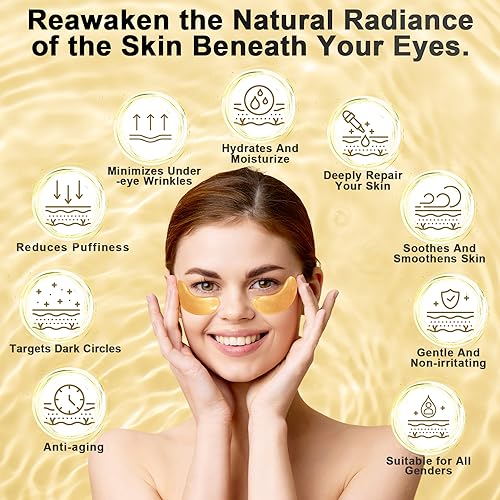 Reawaken the Natural Radiance
of the Skin Beneath Your Eyes.
Hydrates And
Moisturize
Minimizes Under
-eye Wrinkles
Deeply Repair
Your Skin
Reduces Puffiness
Soothes And
Smoothens Skin
Targets Dark Circles
Gentle And
Non-irritating
Anti-aging
Suitable for All
Genders